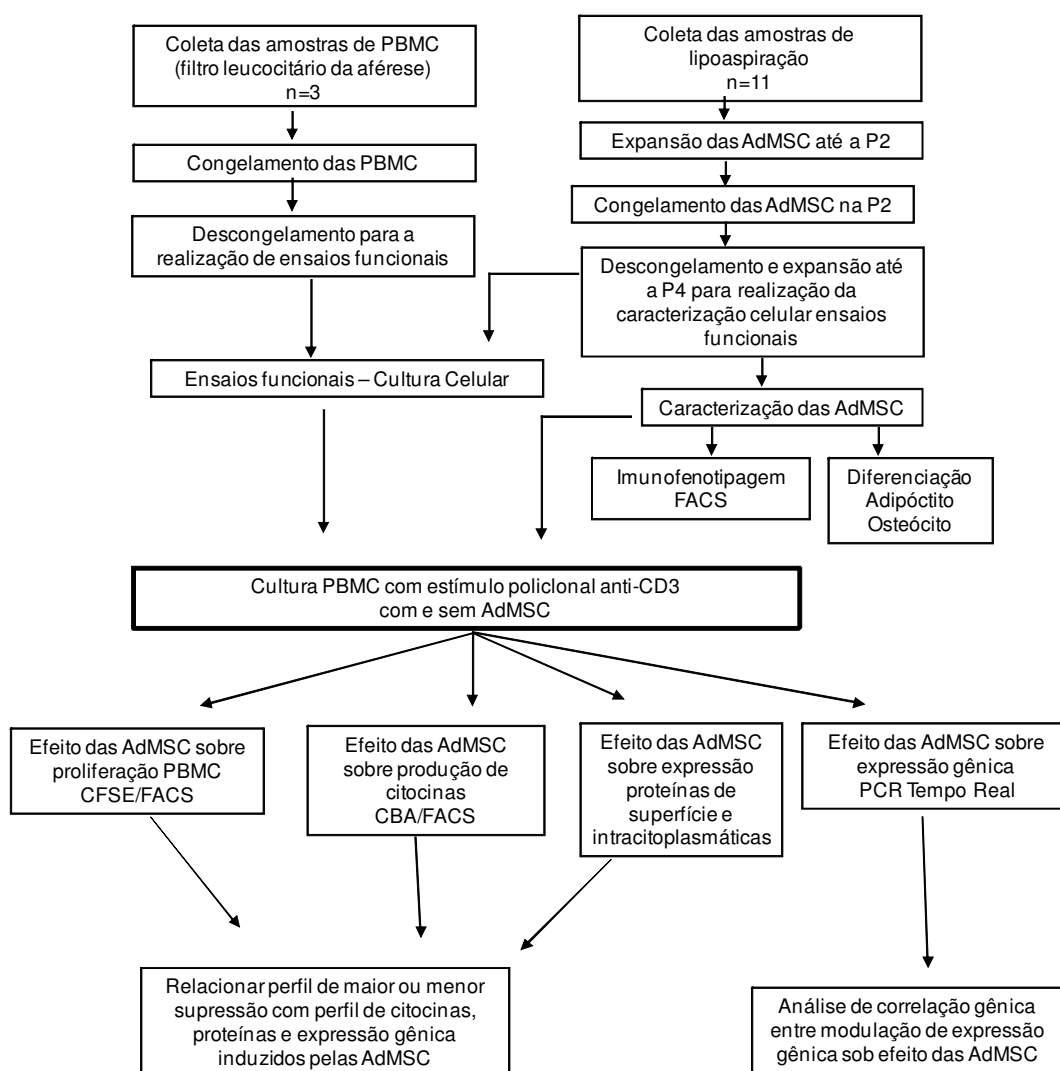 Coleta das amostras de PBMC
(filtro leucocitário da aférese)
n=3
Coleta das amostras de
lipoaspiração
n=11
Congelamento das PBMC
Expansão das AdMSC até a P2
Congelamento das AdMSC na P2
Descongelamento para a
realização de ensaios funcionais
Descongelamento e expansão até
a P4 para realização da
caracterização celular ensaios
funcionais
Ensaios funcionais – Cultura Celular
Caracterização das AdMSC
Imunofenotipagem
FACS
Diferenciação
Adipóctito
Osteócito
Cultura PBMC com estímulo policlonal anti-CD3
com e sem AdMSC
Efeito das AdMSC sobre
proliferação PBMC
CFSE/FACS
Efeito das AdMSC
sobre produção de
citocinas
CBA/FACS
Efeito das AdMSC
sobre expressão
proteínas de
superfície e
intracitoplasmáticas
Efeito das AdMSC sobre
expressão gênica
PCR Tempo Real
Relacionar perfil de maior ou menor
supressão com perfil de citocinas,
proteínas e expressão gênica
induzidos pelas AdMSC
Análise de correlação gênica
entre modulação de expressão
gênica sob efeito das AdMSC